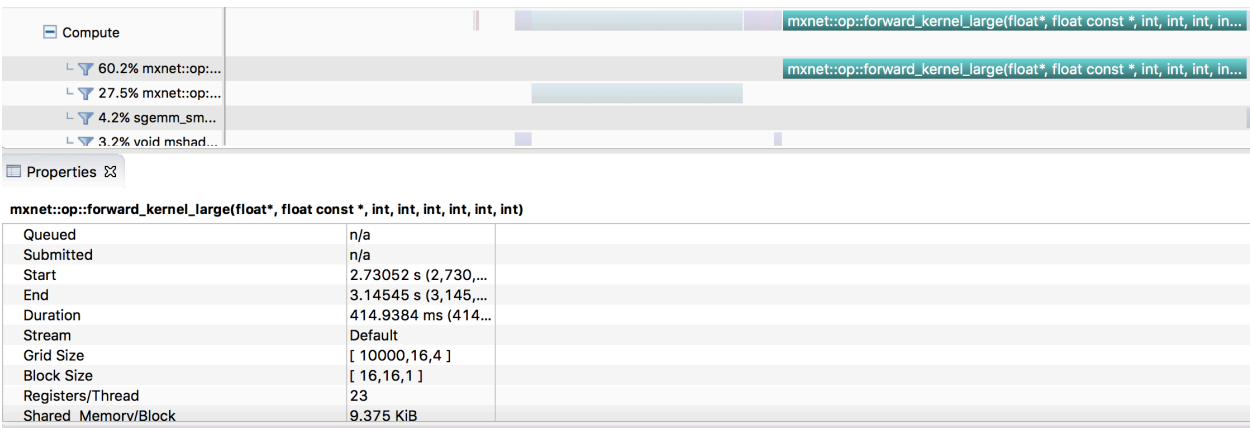 Compute
mxnet::op::forward_kernel_large(float*, float const *, int, int, int, in...
60.2% mxnet::op:...
mxnet::op::forward_kernel_large(float*, float const *, int, int, int, in...
27.5% mxnet::op:...
4.2% sgemm_sm...
3.2% void mshad...
Properties
mxnet::op::forward_kernel_large(float*, float const *, int, int, int, int, int, int)
Queued n/a
Submitted n/a
Start 2.73052 s (2,730,...
End 3.14545 s (3,145,...
Duration 414.9384 ms (414...
Stream Default
Grid Size [ 10000,16,4 ]
Block Size [ 16,16,1 ]
Registers/Thread 23
Shared Memory/Block 9.375 KiB